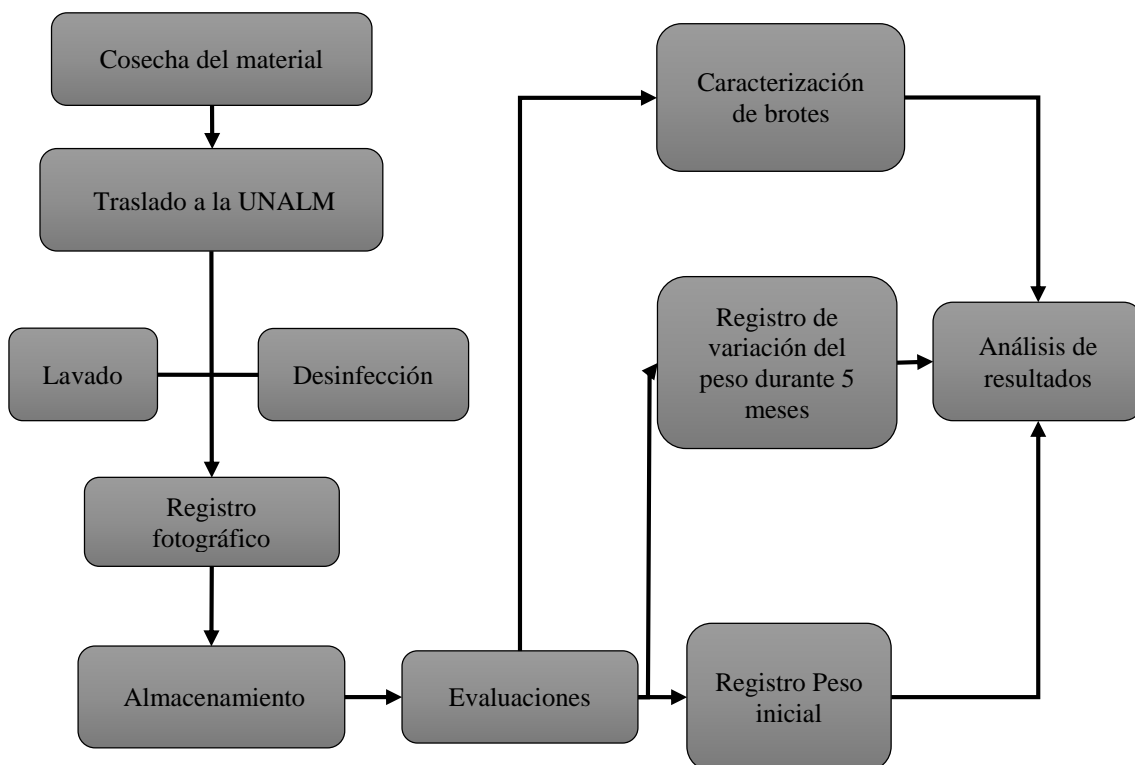 Cosecha del material
Traslado a la UNALM
Lavado
Desinfección
Registro
fotográfico
Almacenamiento
Evaluaciones
Caracterización
de brotes
Registro de
variación del
peso durante 5
meses
Registro Peso
inicial
Análisis de
resultados